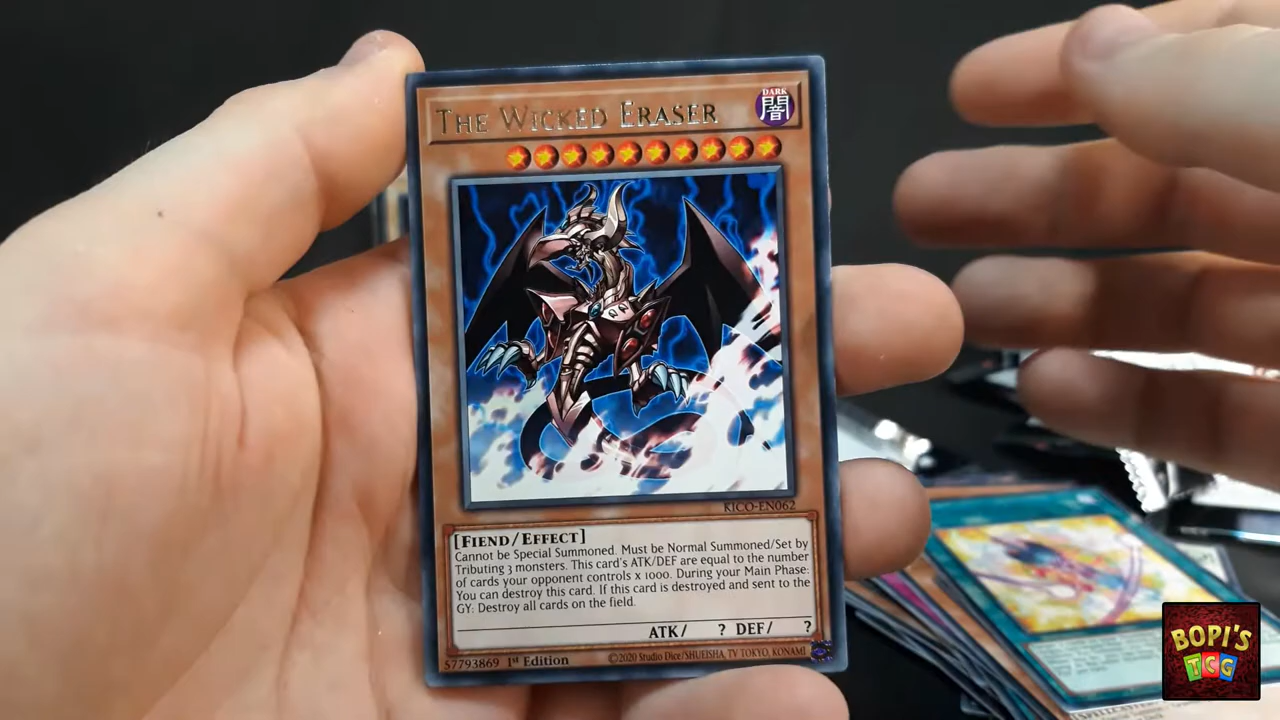 THE WICKED ERASER
DARK
闇
KICO-EN062
[FIEND/EFFECT]
Cannot be Special Summoned. Must be Normal Summoned/Set by
Tributing 3 monsters. This card's ATK/DEF are equal to the number
of cards your opponent controls x 1000. During your Main Phase:
You can destroy this card. If this card is destroyed and sent to the
GY: Destroy all cards on the field.
ATK/ ? DEF/ ?
57793869 1st Edition ©2020 Studio Dice/SHUEISHA, TV TOKYO, KONAMI
BOPI'S
TCG